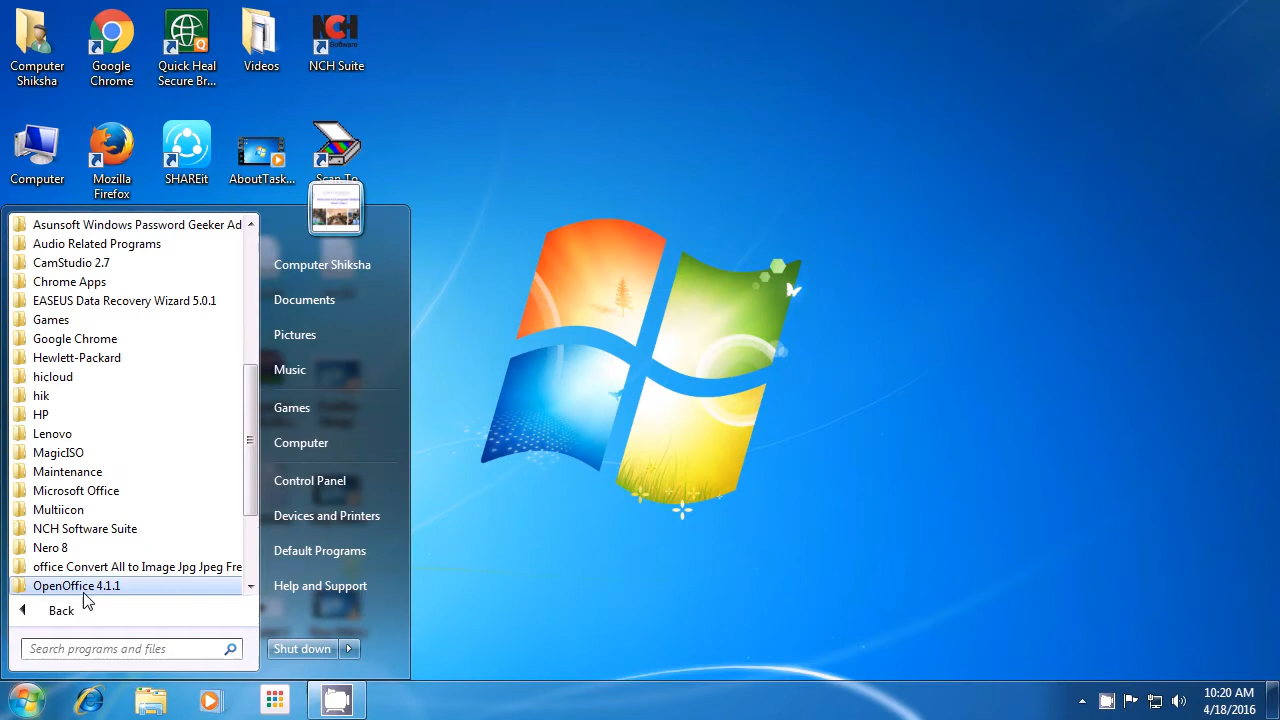 Computer
Shiksha
Google
Chrome
Quick Heal
Secure Br...
Videos
NCH
Software
NCH Suite
Computer
Mozilla
Firefox
SHAREit
AboutTask...
Scan To
Asunsoft Windows Password Geeker Ad
Audio Related Programs
CamStudio 2.7
Chrome Apps
EASEUS Data Recovery Wizard 5.0.1
Games
Google Chrome
Hewlett-Packard
hicloud
hik
HP
Lenovo
MagicISO
Maintenance
Microsoft Office
Multiicon
NCH Software Suite
Nero 8
office Convert All to Image Jpg Jpeg Fre
OpenOffice 4.1.1
Back
Search programs and files
Computer Shiksha
Documents
Pictures
Music
Games
Computer
Control Panel
Devices and Printers
Default Programs
Help and Support
Shut down
10:20 AM
4/18/2016